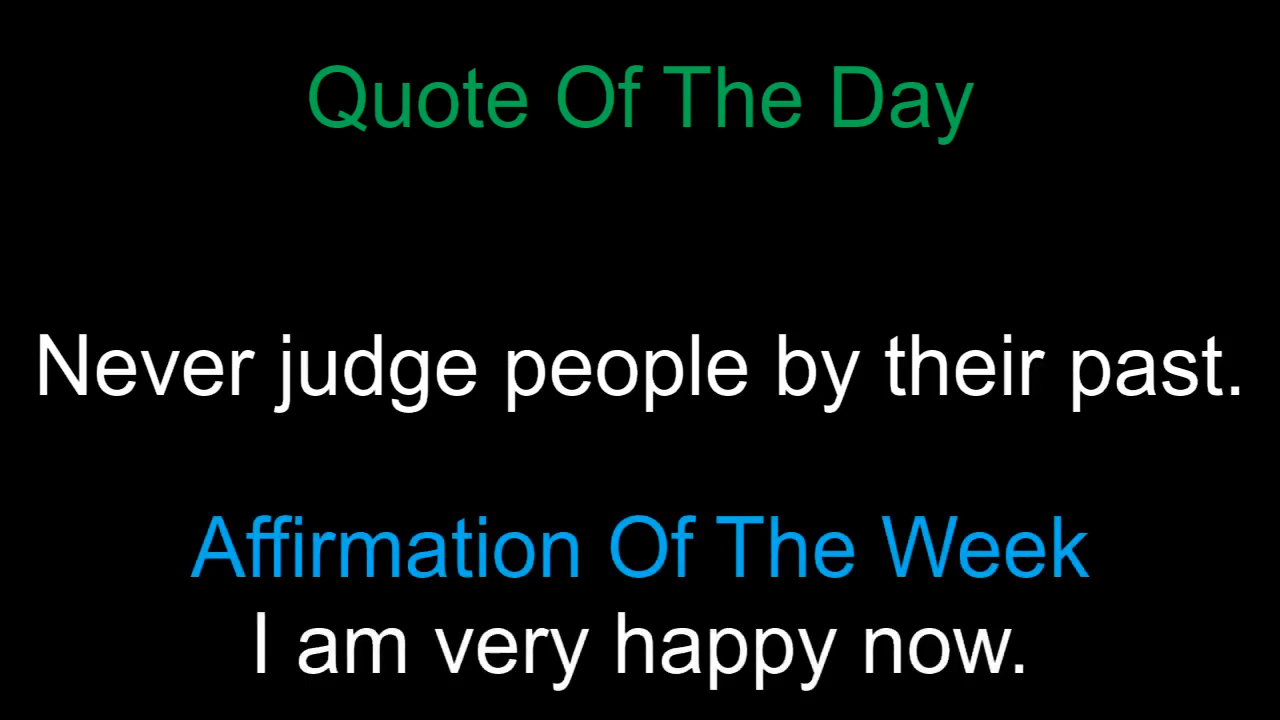 Quote Of The Day
Never judge people by their past.
Affirmation Of The Week
I am very happy now.